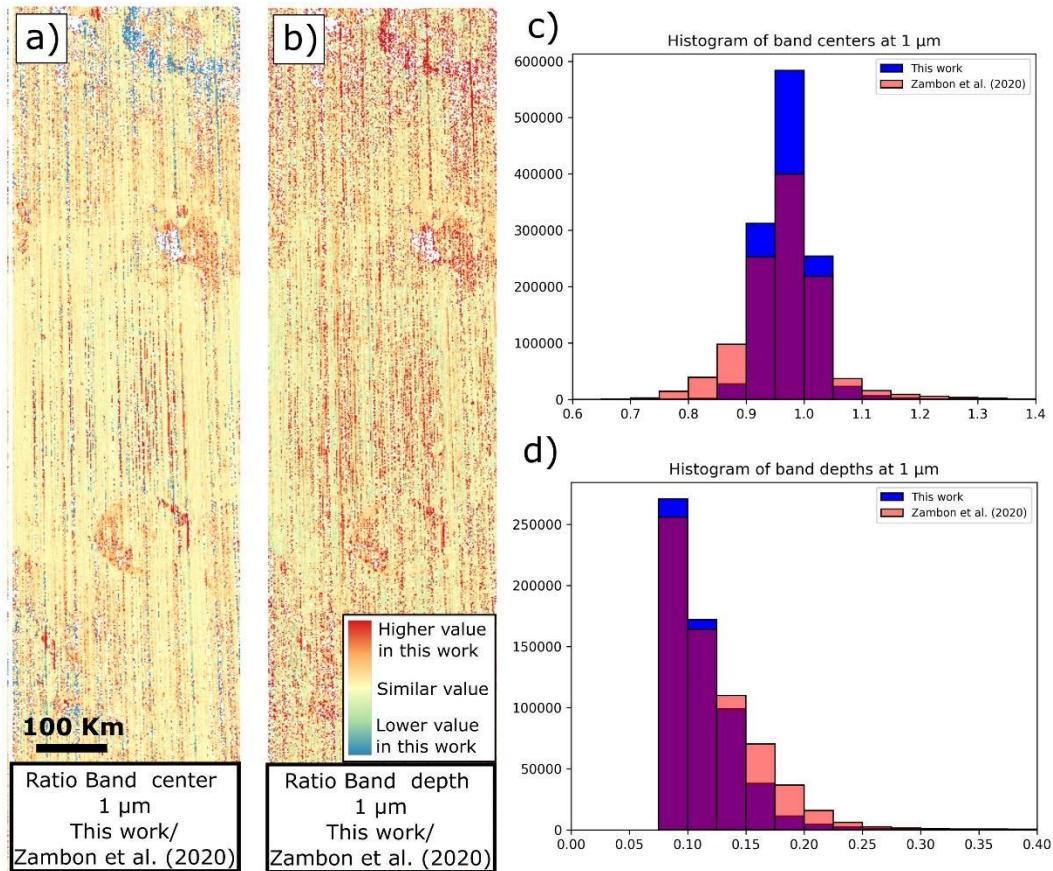 a)
b)
Higher value
in this work
Similar value
Lower value
in this work
100 Km
Ratio Band center
1 μm
This work/
Zambon et al. (2020)
Ratio Band depth
1 μm
This work/
Zambon et al. (2020)
c)
Histogram of band centers at 1 μm
This work
Zambon et al. (2020)
600000
500000
400000
300000
200000
100000
0
0.6 0.7 0.8 0.9 1.0 1.1 1.2 1.3 1.4
d)
Histogram of band depths at 1 μm
This work
Zambon et al. (2020)
250000
200000
150000
100000
50000
0
0.00 0.05 0.10 0.15 0.20 0.25 0.30 0.35 0.40